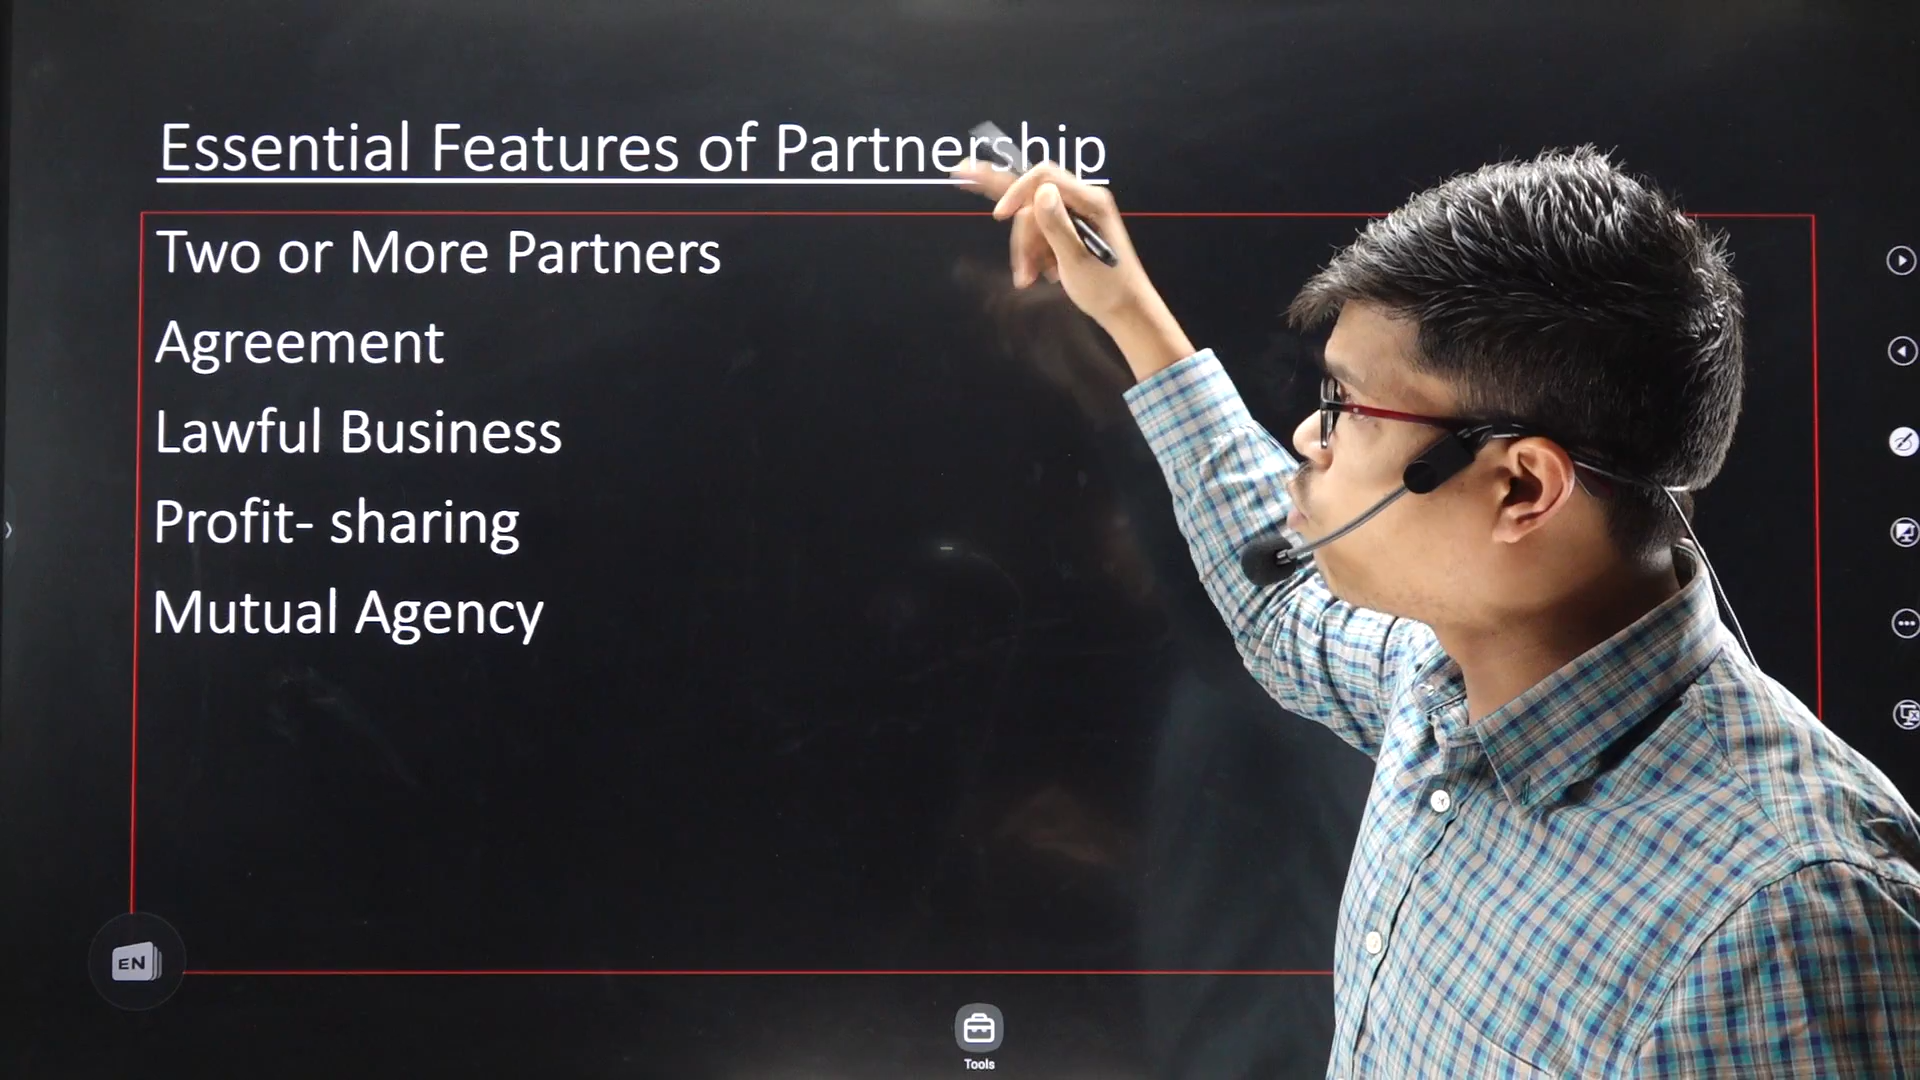 Essential Features of Partnership
Two or More Partners
Agreement
Lawful Business
Profit- sharing
Mutual Agency
EN
Tools